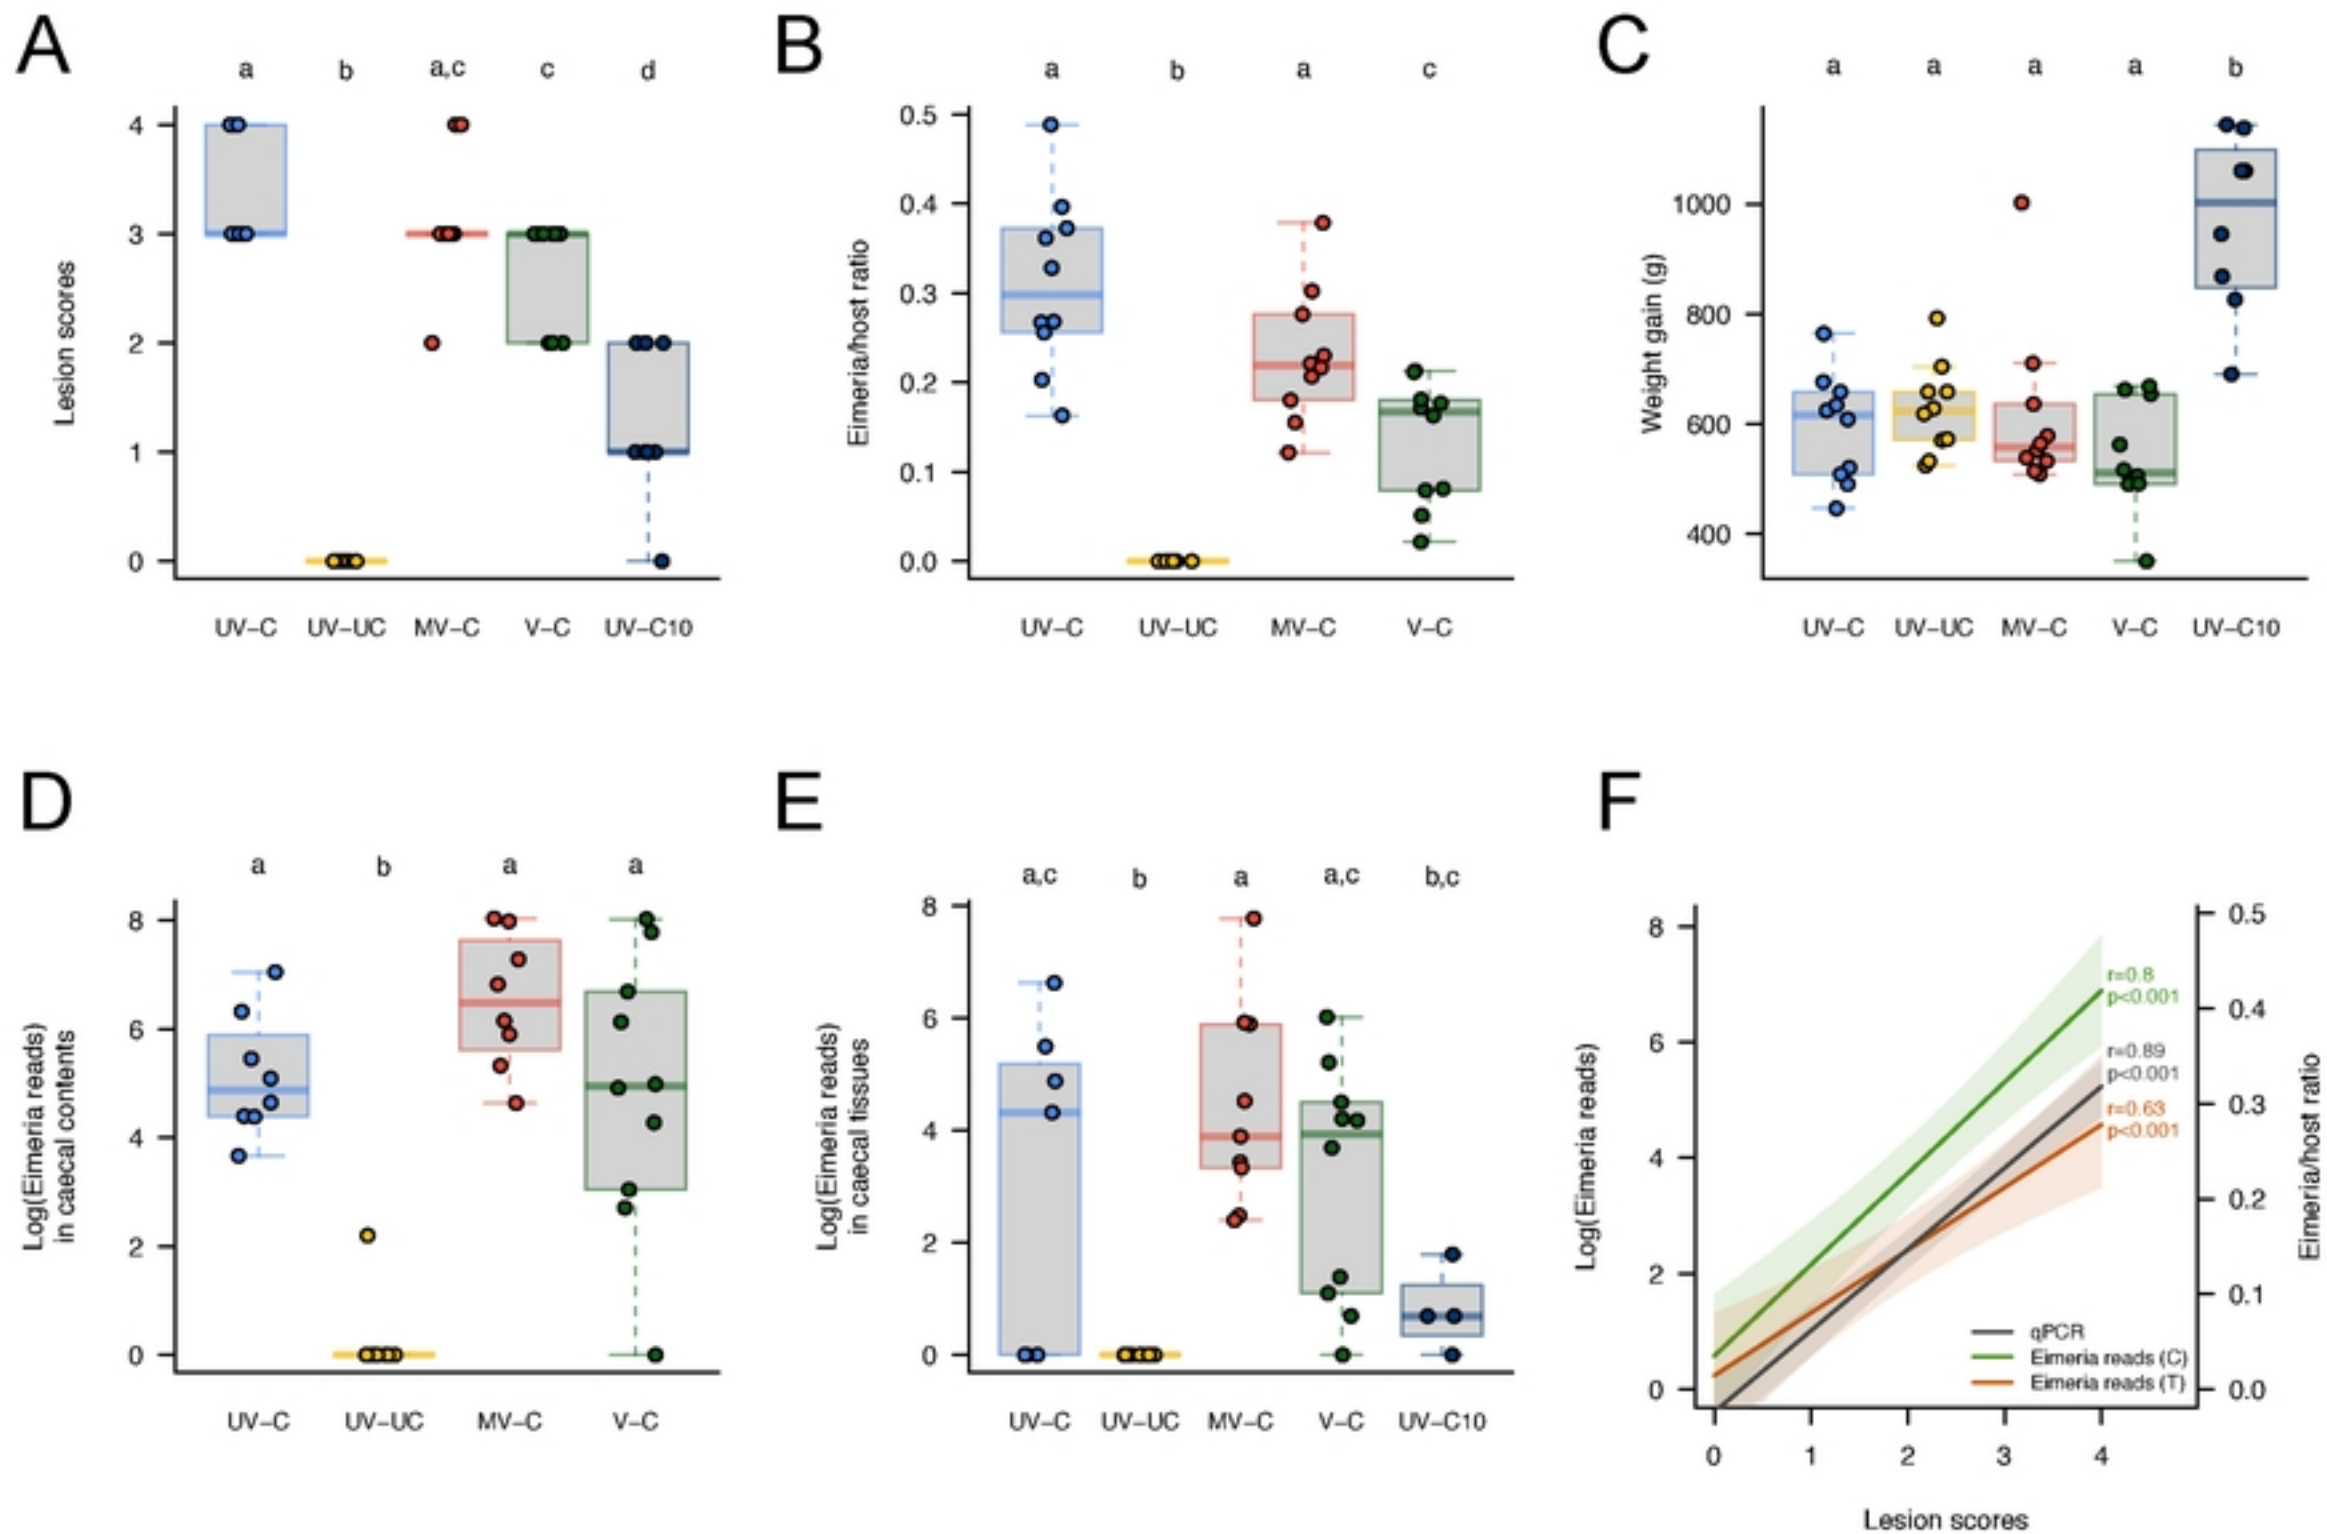 A
a b a,c c d
Lesion scores
4
3
2
1
0
UV-C UV-UC MV-C V-C UV-C10
B
a b a c
Eimeria/host ratio
0.5
0.4
0.3
0.2
0.1
0.0
UV-C UV-UC MV-C V-C
C
a a a a b
Weight gain (g)
1000
800
600
400
UV-C UV-UC MV-C V-C UV-C10
D
a b a a
Log(Eimeria reads)
in caecal contents
8
6
4
2
0
UV-C UV-UC MV-C V-C
E
a,c b a a,c b,c
Log(Eimeria reads)
in caecal tissues
8
6
4
2
0
UV-C UV-UC MV-C V-C UV-C10
F
Log(Eimeria reads)
8
6
4
2
0
r=0.8
p<0.001
r=0.89
p<0.001
r=0.63
p<0.001
qPCR
Eimeria reads (C)
Eimeria reads (T)
0.5
0.4
0.3
0.2
0.1
0.0
Eimeria/host ratio
0 1 2 3 4
Lesion scores